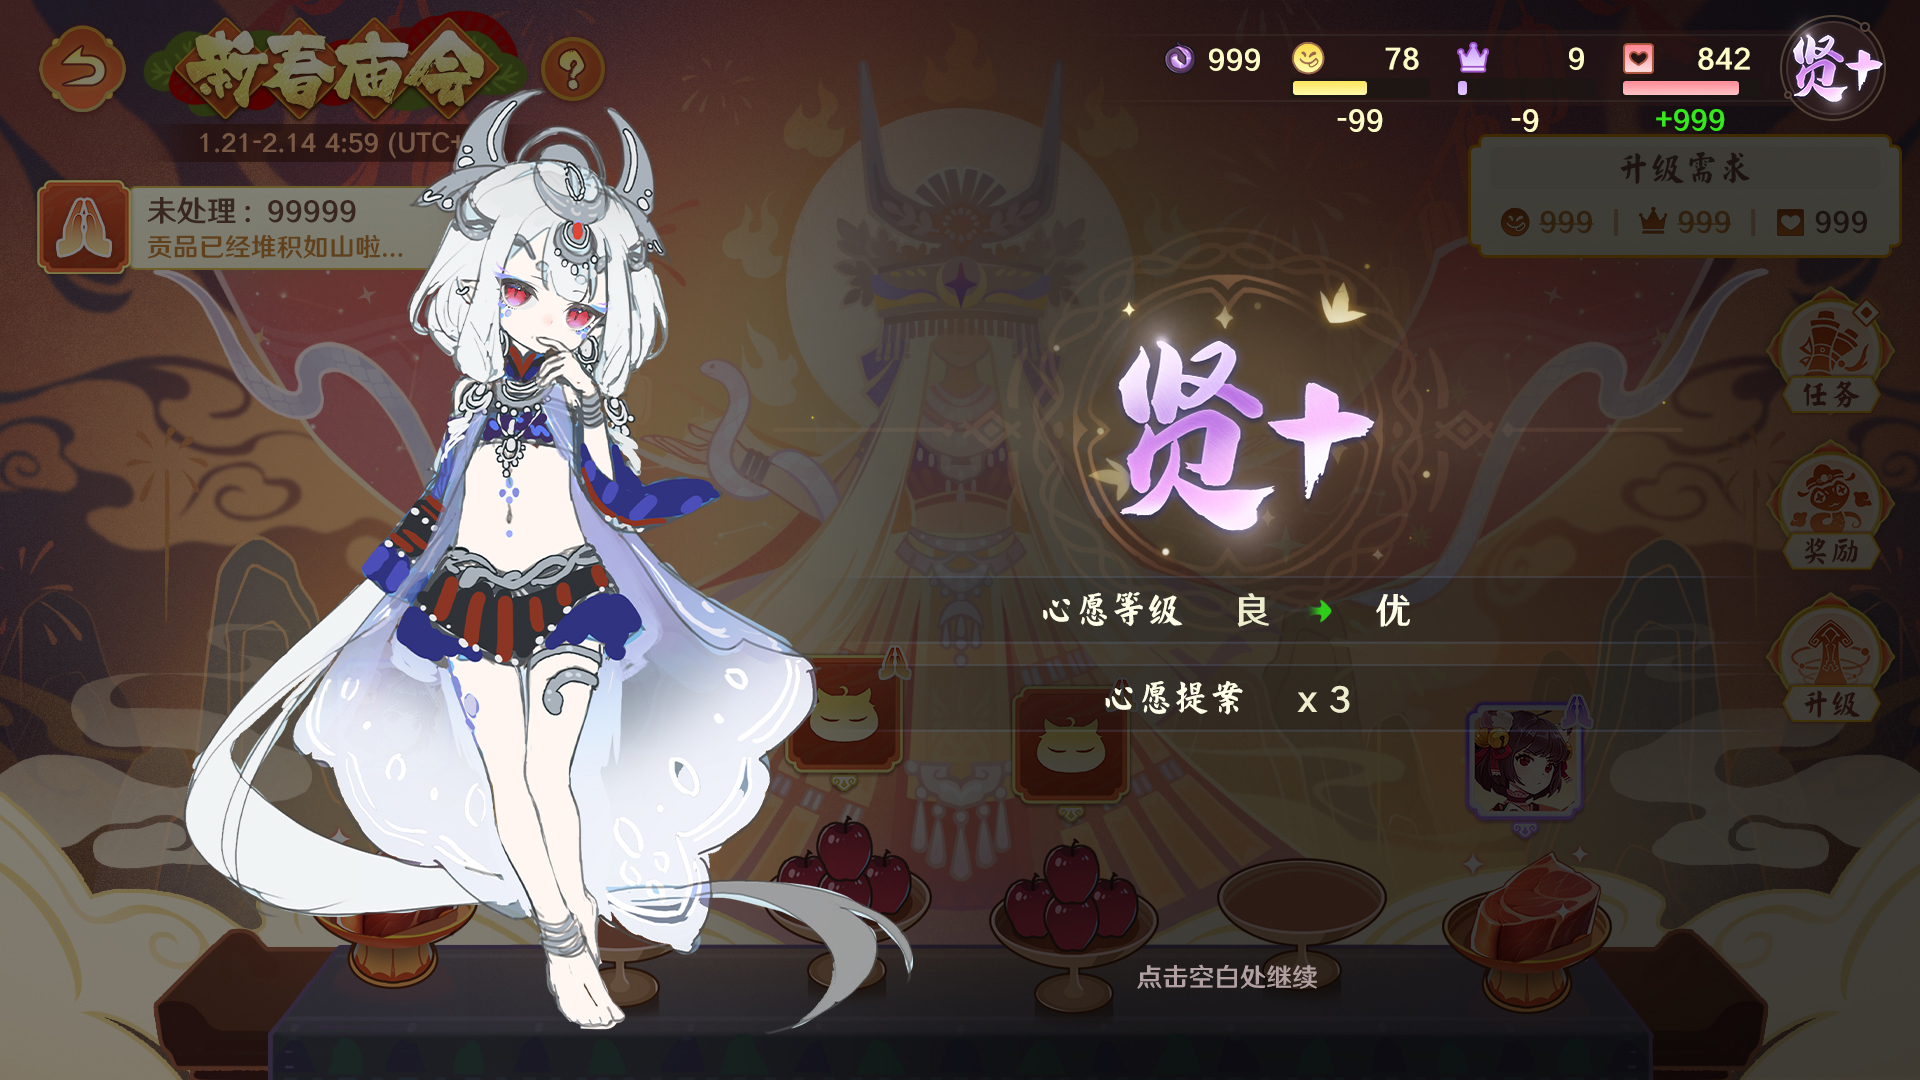 新春庙会
?
1.21-2.14 4:59 (UTC+
未处理：99999
贡品已经堆积如山啦...
999
78
9
842
贤+
-99
-9
+999
升级需求
999 | 999 | 999
任务
奖励
升级
贤+
心愿等级 良 优
心愿提案 x 3
点击空白处继续